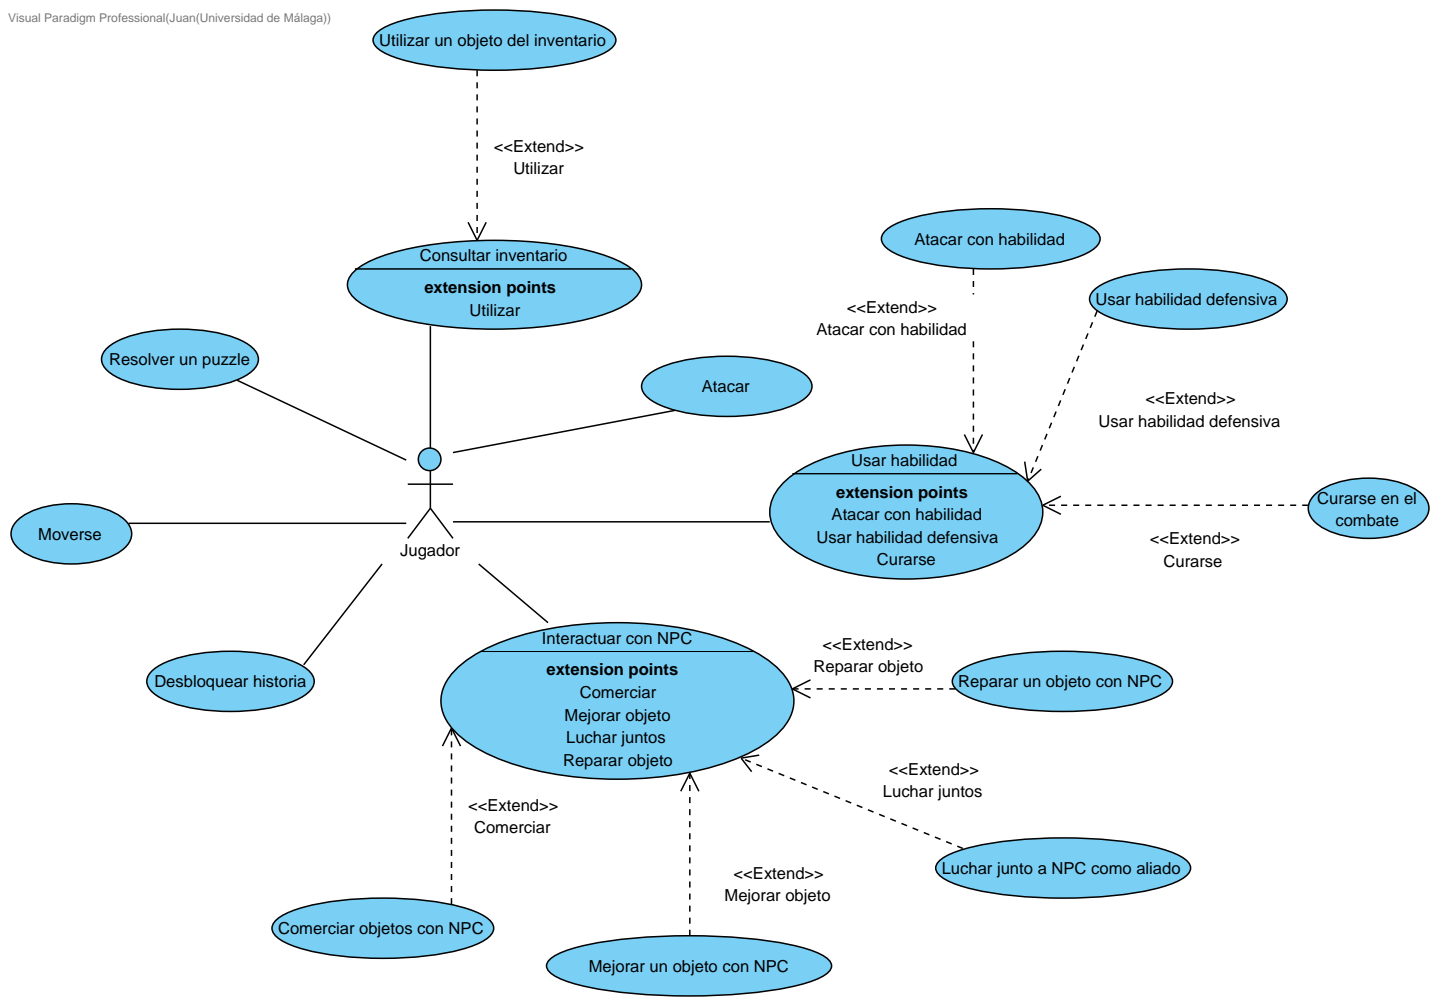 Visual Paradigm Professional(Juan(Universidad de Málaga))
Utilizar un objeto del inventario
<<Extend>>
Utilizar
Consultar inventario
extension points
Utilizar
Atacar con habilidad
<<Extend>>
Atacar con habilidad
Usar habilidad defensiva
<<Extend>>
Usar habilidad defensiva
Resolver un puzzle
Atacar
Usar habilidad
extension points
Atacar con habilidad
Usar habilidad defensiva
Curarse
Curarse en el
combate
<<Extend>>
Curarse
Moverse
Jugador
Desbloquear historia
Interactuar con NPC
extension points
Comerciar
Mejorar objeto
Luchar juntos
Reparar objeto
<<Extend>>
Reparar objeto
Reparar un objeto con NPC
<<Extend>>
Luchar juntos
Luchar junto a NPC como aliado
<<Extend>>
Comerciar
Comerciar objetos con NPC
<<Extend>>
Mejorar objeto
Mejorar un objeto con NPC